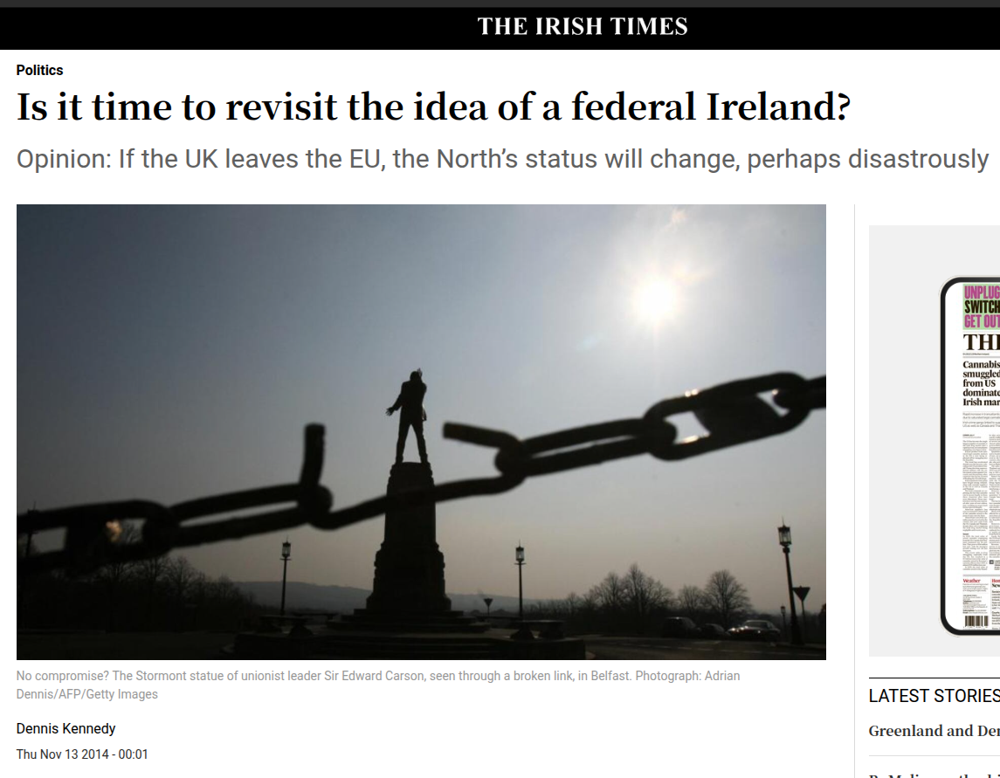 THE IRISH TIMES
Politics
Is it time to revisit the idea of a federal Ireland?
Opinion: If the UK leaves the EU, the North’s status will change, perhaps disastrously
No compromise? The Stormont statue of unionist leader Sir Edward Carson, seen through a broken link, in Belfast. Photograph: Adrian
Dennis/AFP/Getty Images
Dennis Kennedy
Thu Nov 13 2014 - 00:01
UNPLUG
SWITCH
GET OUT
THE
Cannabis
smuggled
from US
dominate
Irish mar
Weather
LATEST STORIES
Greenland and Den